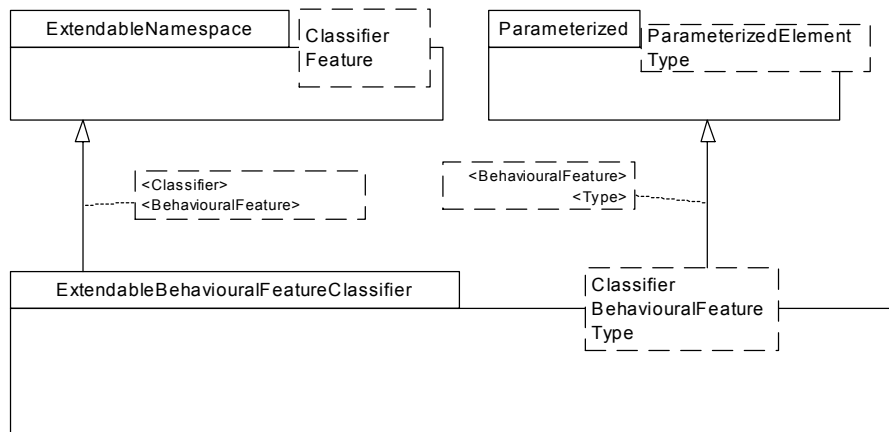 ExtendableNamespace
Classifier
Feature
Parameterized
ParameterizedElement
Type
<Classifier>
<BehaviouralFeature>
<BehaviouralFeature>
<Type>
ExtendableBehaviouralFeatureClassifier
Classifier
BehaviouralFeature
Type